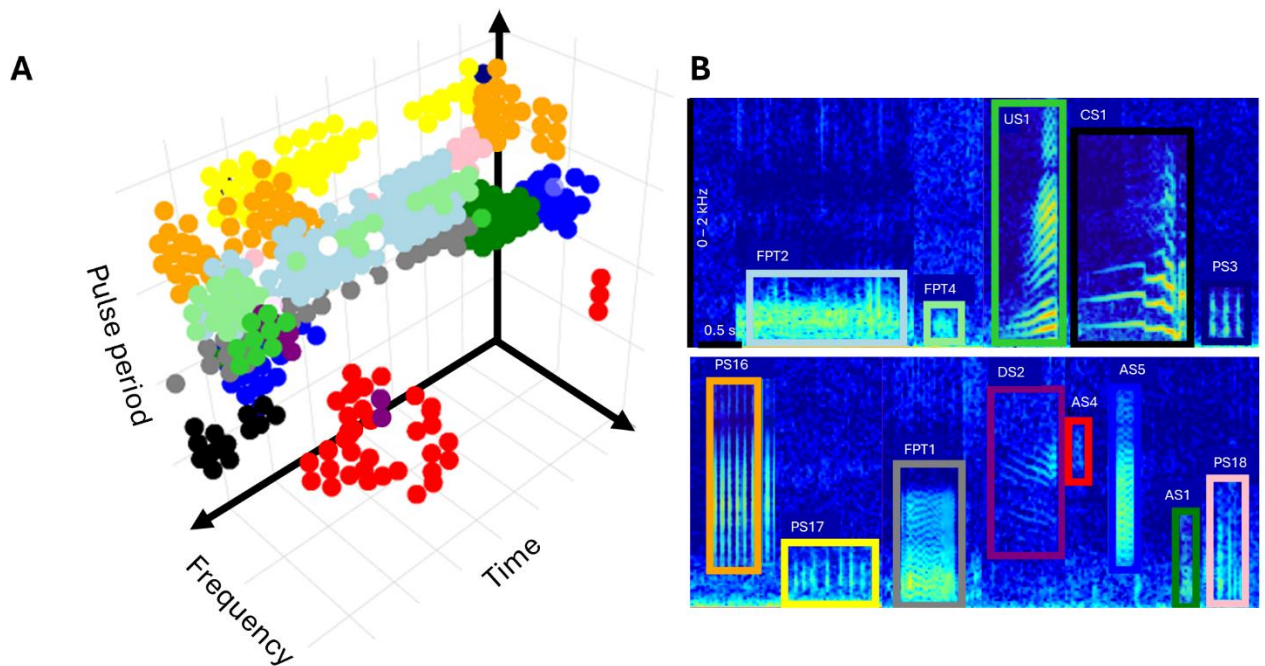 A
Pulse period
Frequency
Time
B
0 – 2 kHz
0.5 s
FPT2
FPT4
US1
CS1
PS3
PS16
PS17
FPT1
DS2
AS4
AS5
AS1
PS18